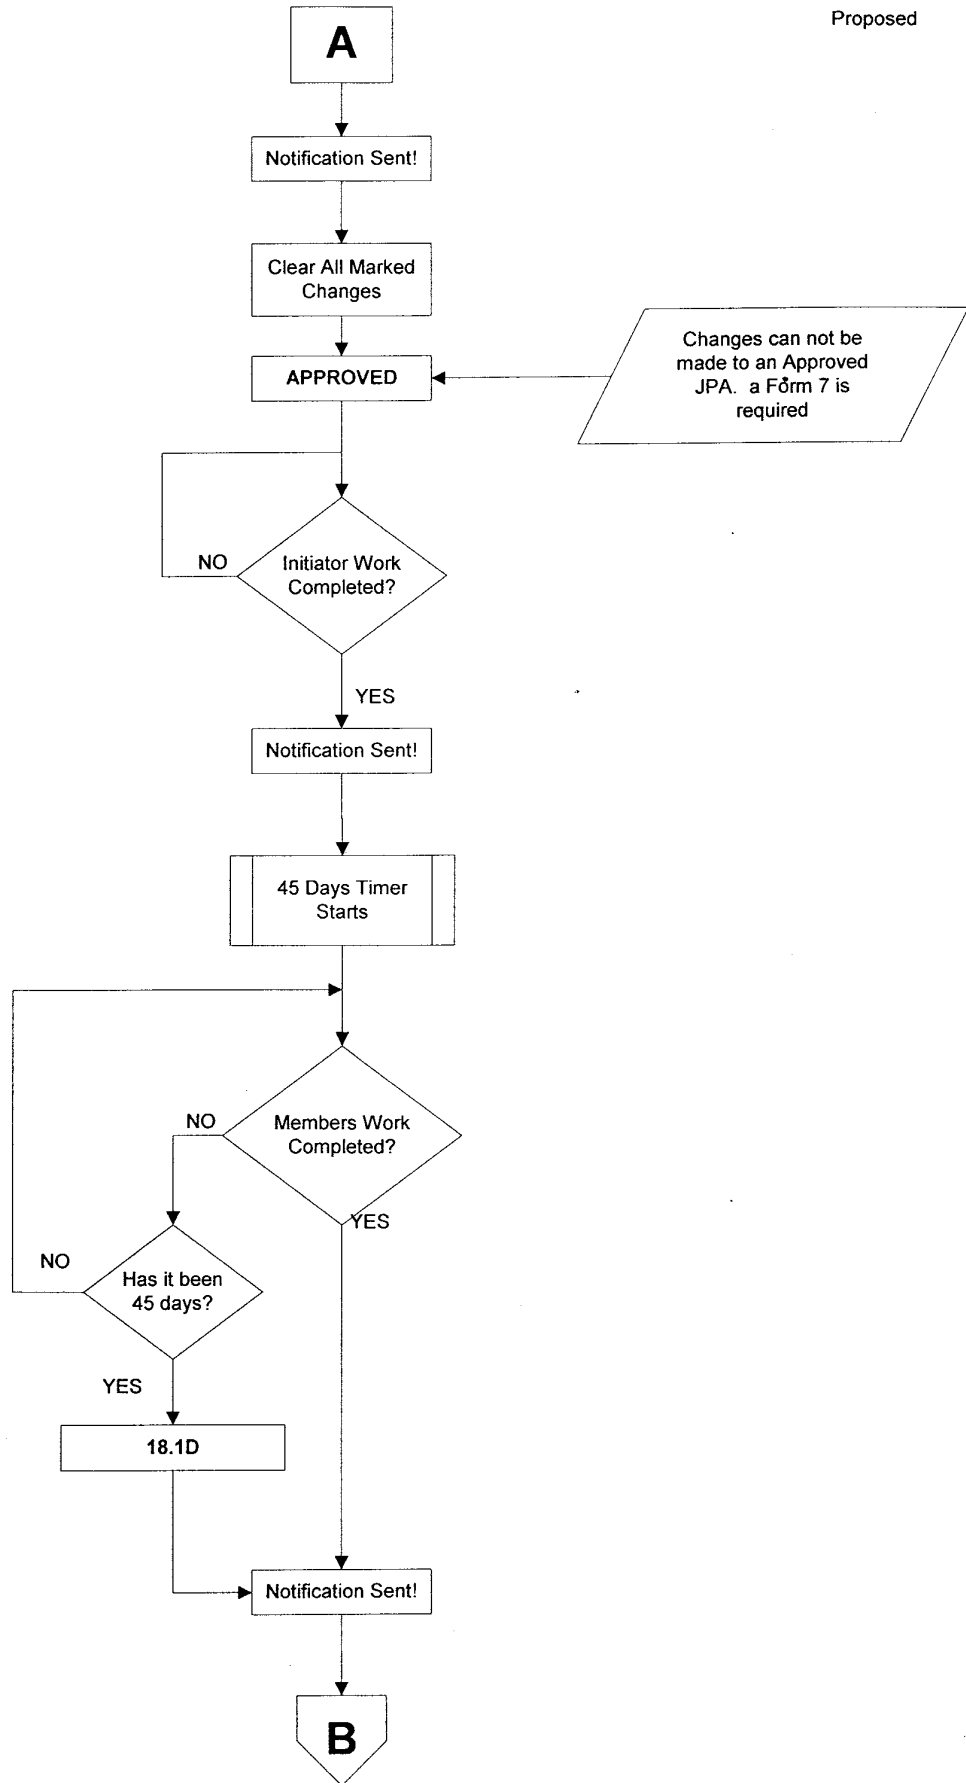 Proposed
A
Notification Sent!
Clear All Marked
Changes
APPROVED
Changes can not be
made to an Approved
JPA. a Form 7 is
required
NO
Initiator Work
Completed?
YES
Notification Sent!
45 Days Timer
Starts
NO
Members Work
Completed?
YES
NO
Has it been
45 days?
YES
18.1D
Notification Sent!
B